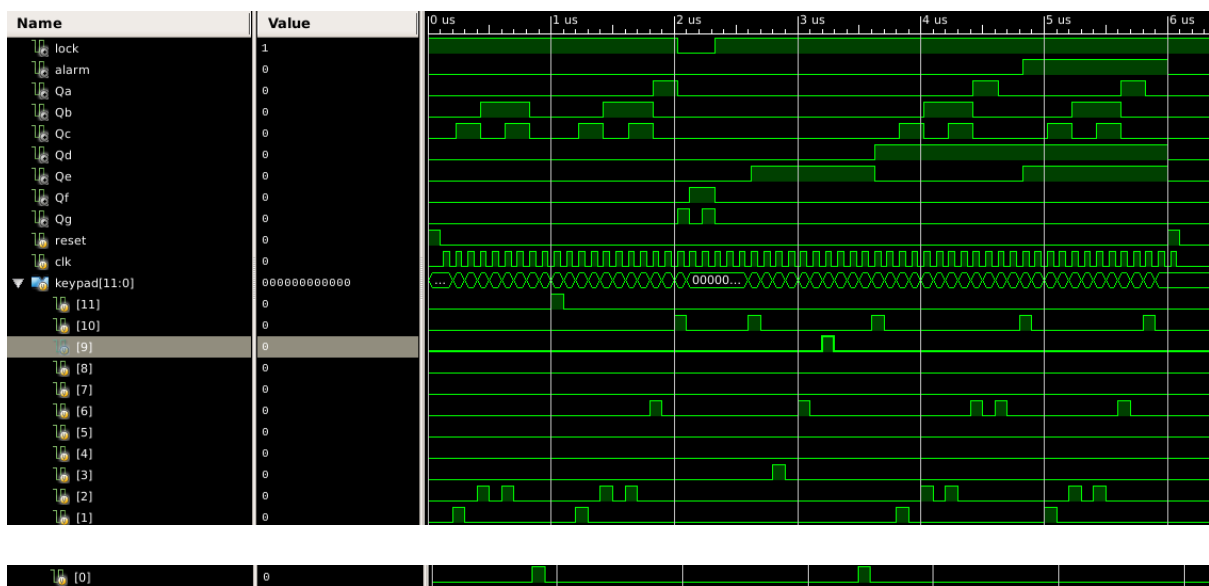 Name Value 0 us 1 us 2 us 3 us 4 us 5 us 6 us
lock 1
alarm 0
Qa 0
Qb 0
Qc 0
Qd 0
Qe 0
Qf 0
Qg 0
reset 0
clk 0
keypad[11:0] 000000000000 ... 00000...
[11] 0
[10] 0
[9] 0
[8] 0
[7] 0
[6] 0
[5] 0
[4] 0
[3] 0
[2] 0
[1] 0
[0] 0